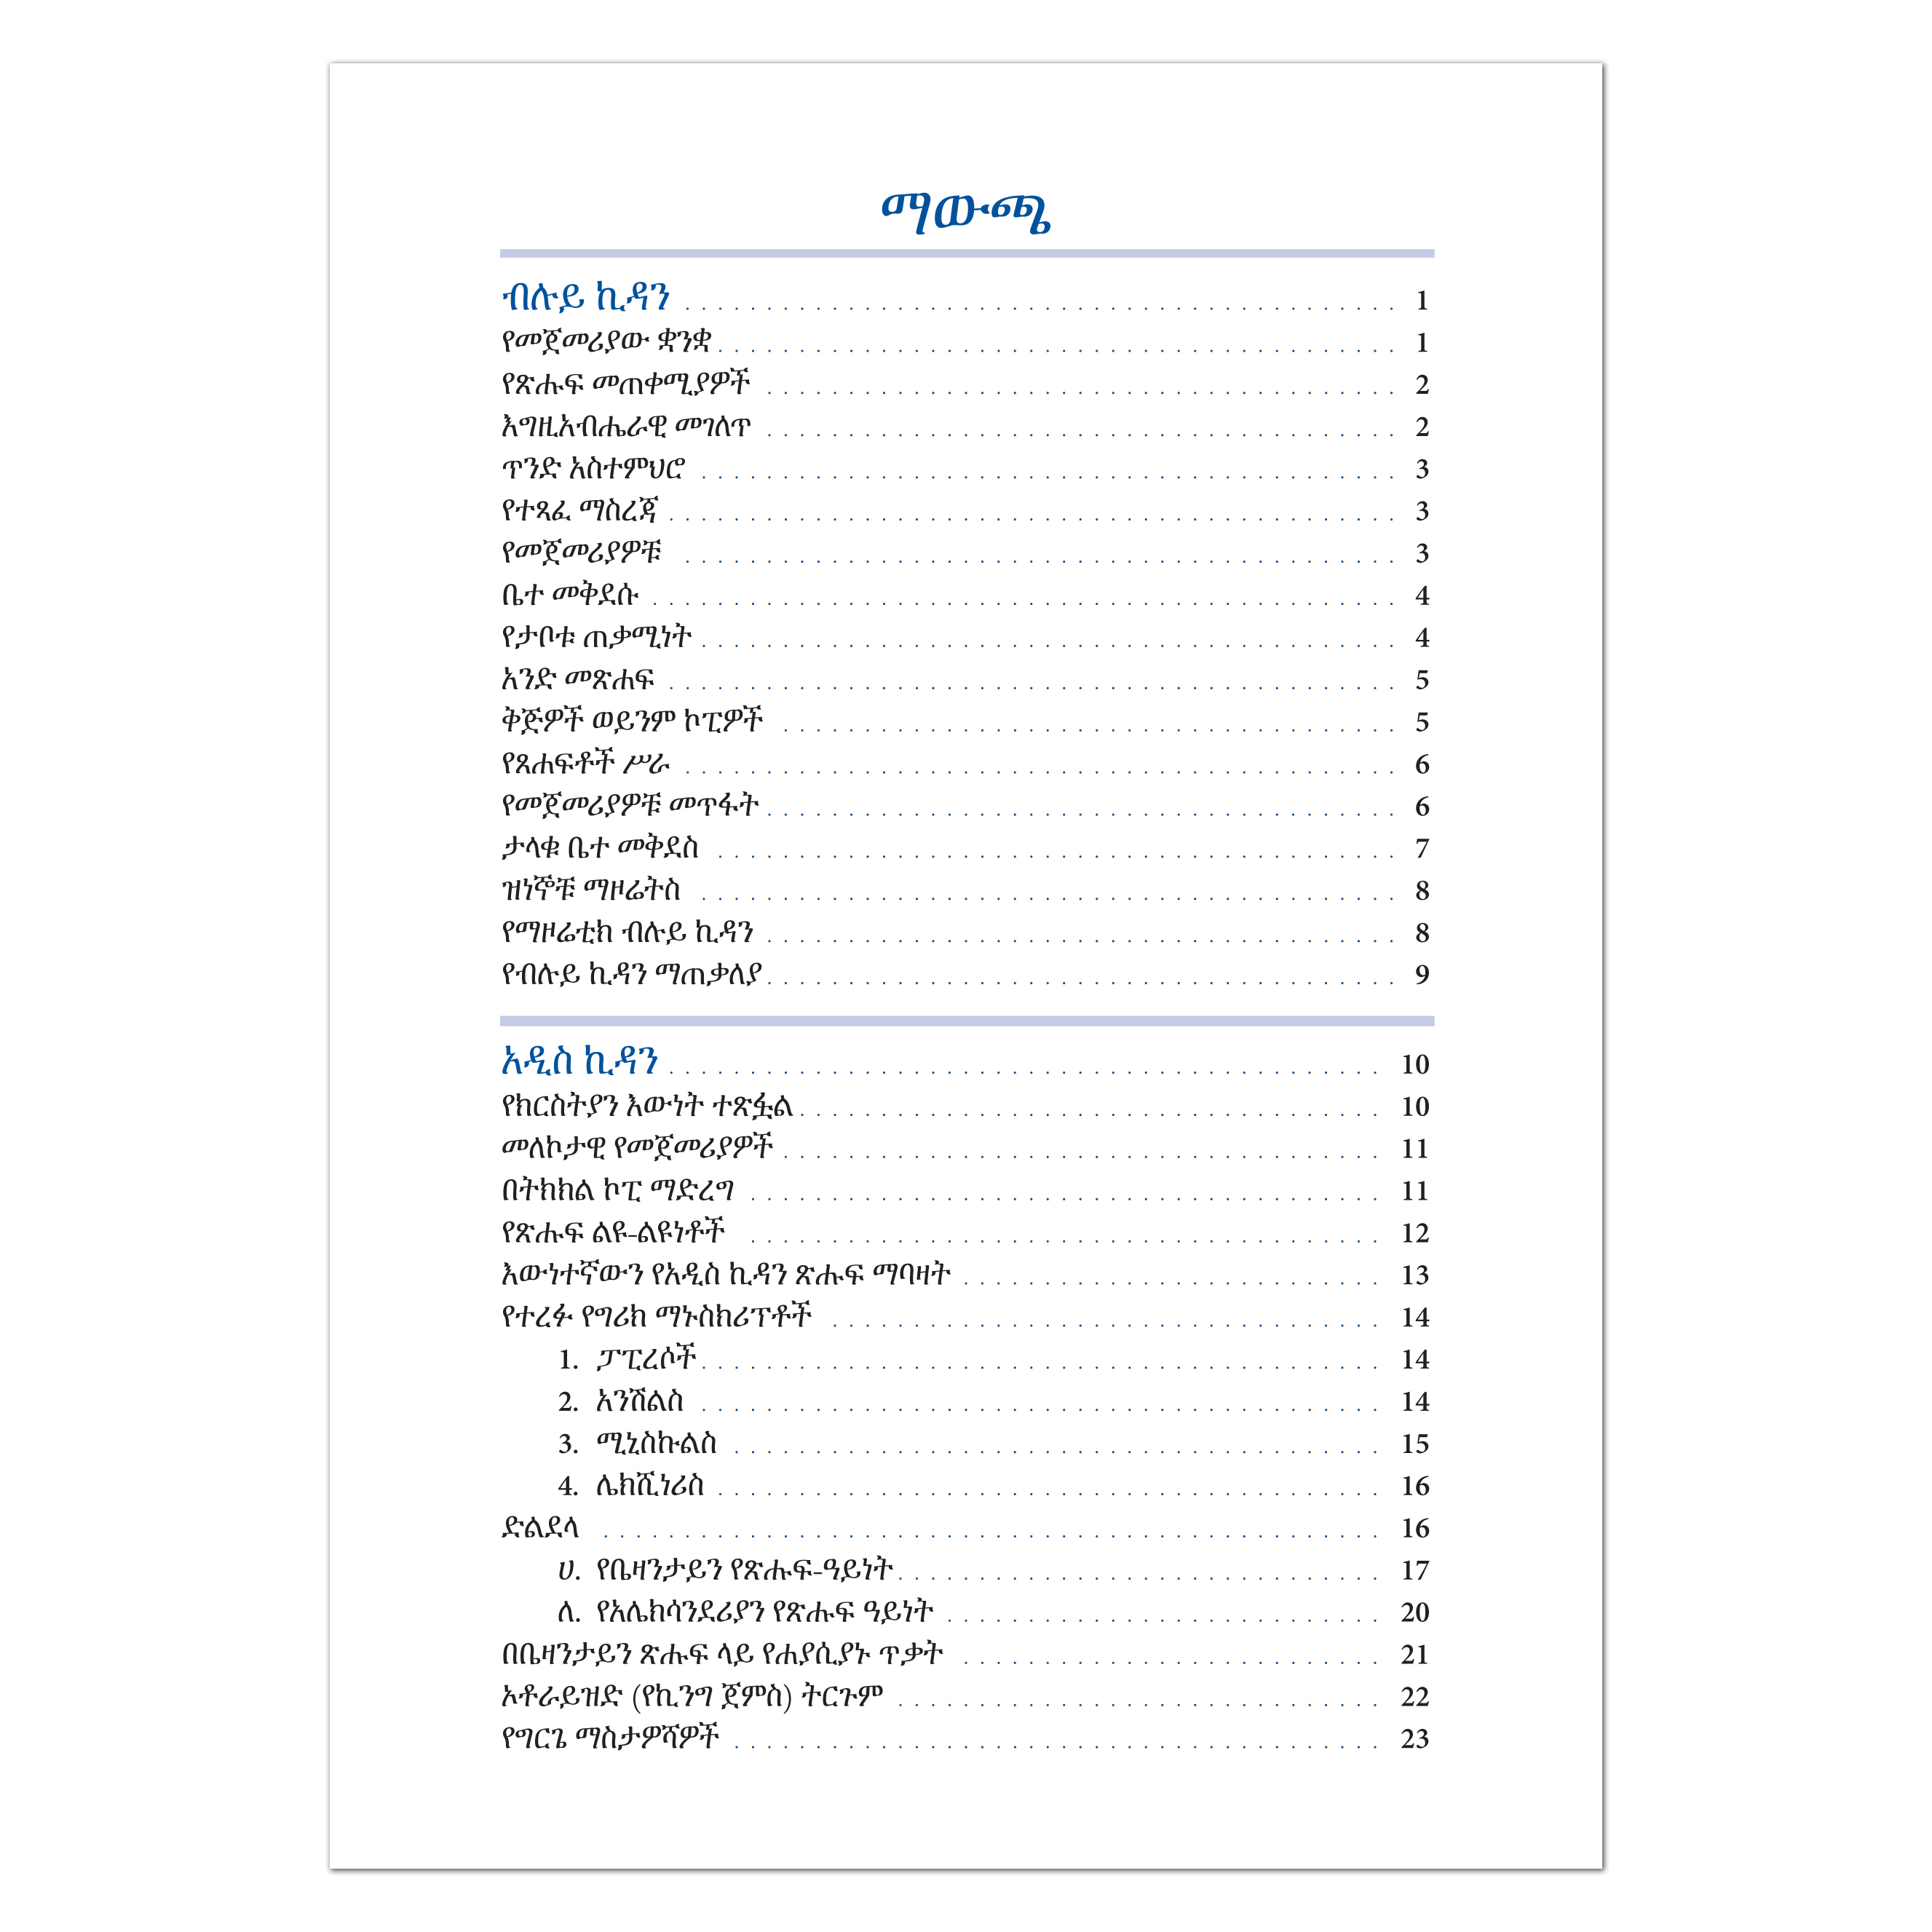 ማውጫ
ብሉይ ኪዳን . . . . . . . . . . 1
የመጀመሪያው ቋንቋ . . . . . . . . . . 1
የጽሑፍ መጠቀሚያዎች . . . . . . . . . . 2
እግዚአብሔራዊ መገለጥ . . . . . . . . . . 2
ጥንድ አስተምህሮ . . . . . . . . . . 3
የተጻፈ ማስረጃ . . . . . . . . . . 3
የመጀመሪያዎቹ . . . . . . . . . . 3
ቤተ መቅደሱ . . . . . . . . . . 4
የታቦቱ ጠቃሚነት . . . . . . . . . . 4
አንድ መጽሐፍ . . . . . . . . . . 5
ቅጅዎች ወይንም ኮፒዎች . . . . . . . . . . 5
የጸሐፍቶች ሥራ . . . . . . . . . . 6
የመጀመሪያዎቹ መጥፋት . . . . . . . . . . 6
ታላቁ ቤተ መቅደስ . . . . . . . . . . 7
ዝነኞቹ ማዞሬትስ . . . . . . . . . . 8
የማዞሬቲክ ብሉይ ኪዳን . . . . . . . . . . 8
የብሉይ ኪዳን ማጠቃለያ . . . . . . . . . . 9
አዲስ ኪዳን . . . . . . . . . . 10
የክርስትያን እውነት ተጽፏል . . . . . . . . . . 10
መለኮታዊ የመጀመሪያዎች . . . . . . . . . . 11
በትክክል ኮፒ ማድረግ . . . . . . . . . . 11
የጽሑፍ ልዩ-ልዩነቶች . . . . . . . . . . 12
እውነተኛውን የአዲስ ኪዳን ጽሑፍ ማባዛት . . . . . . . . . . 13
የተረፉ የግሪክ ማኑስክሪፕቶች . . . . . . . . . . 14
1. ፓፒረሶች . . . . . . . . . . 14
2. አንሽልስ . . . . . . . . . . 14
3. ሚኒስኩልስ . . . . . . . . . . 15
4. ሌክሺነሪስ . . . . . . . . . . 16
ድልደላ . . . . . . . . . . 16
ሀ. የቤዛንታይን የጽሑፍ-ዓይነት . . . . . . . . . . 17
ለ. የአሌክሳንደሪያን የጽሑፍ ዓይነት . . . . . . . . . . 20
በቤዛንታይን ጽሑፍ ላይ የሐያሲያኑ ጥቃት . . . . . . . . . . 21
ኦቶራይዝድ (የኪንግ ጀምስ) ትርጉም . . . . . . . . . . 22
የግርጌ ማስታዎሻዎች . . . . . . . . . . 23